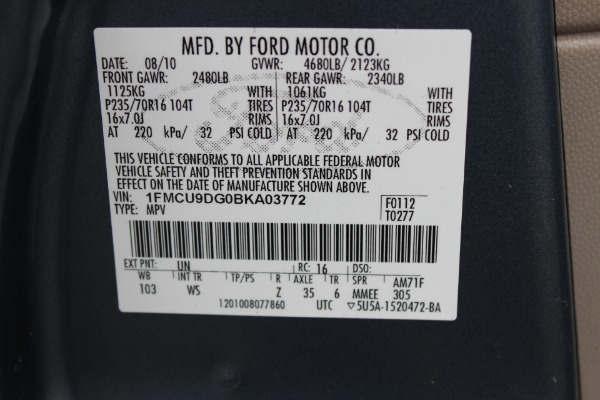 MFD. BY FORD MOTOR CO.
DATE: 08/10 GVWR: 4680LB/ 2123KG
FRONT GAWR: 2480LB REAR GAWR: 2340LB
1125KG WITH 1061KG WITH
P235/70R16 104T TIRES P235/70R16 104T TIRES
16x7.0J RIMS 16x7.0J RIMS
AT 220 kPa/ 32 PSI COLD AT 220 kPa/ 32 PSI COLD
THIS VEHICLE CONFORMS TO ALL APPLICABLE FEDERAL MOTOR
VEHICLE SAFETY AND THEFT PREVENTION STANDARDS IN
EFFECT ON THE DATE OF MANUFACTURE SHOWN ABOVE.
VIN: 1FMCU9DG0BKA03772 F0112
TYPE: MPV T0277
EXT PNT: UN RC: 16 DSO:
WB INT TR TP/PS R AXLE TR SPR AM71F
103 WS Z 35 6 MMEE 305
1201008077860 UTC ▽5U5A-1520472-BA